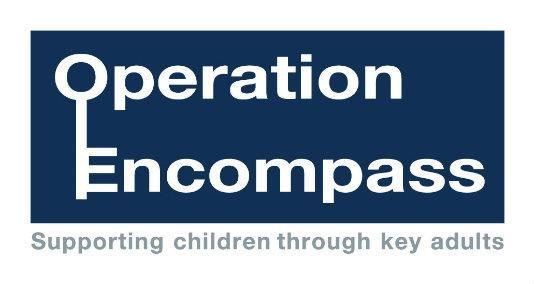 Operation
Encompass
Supporting children through key adults